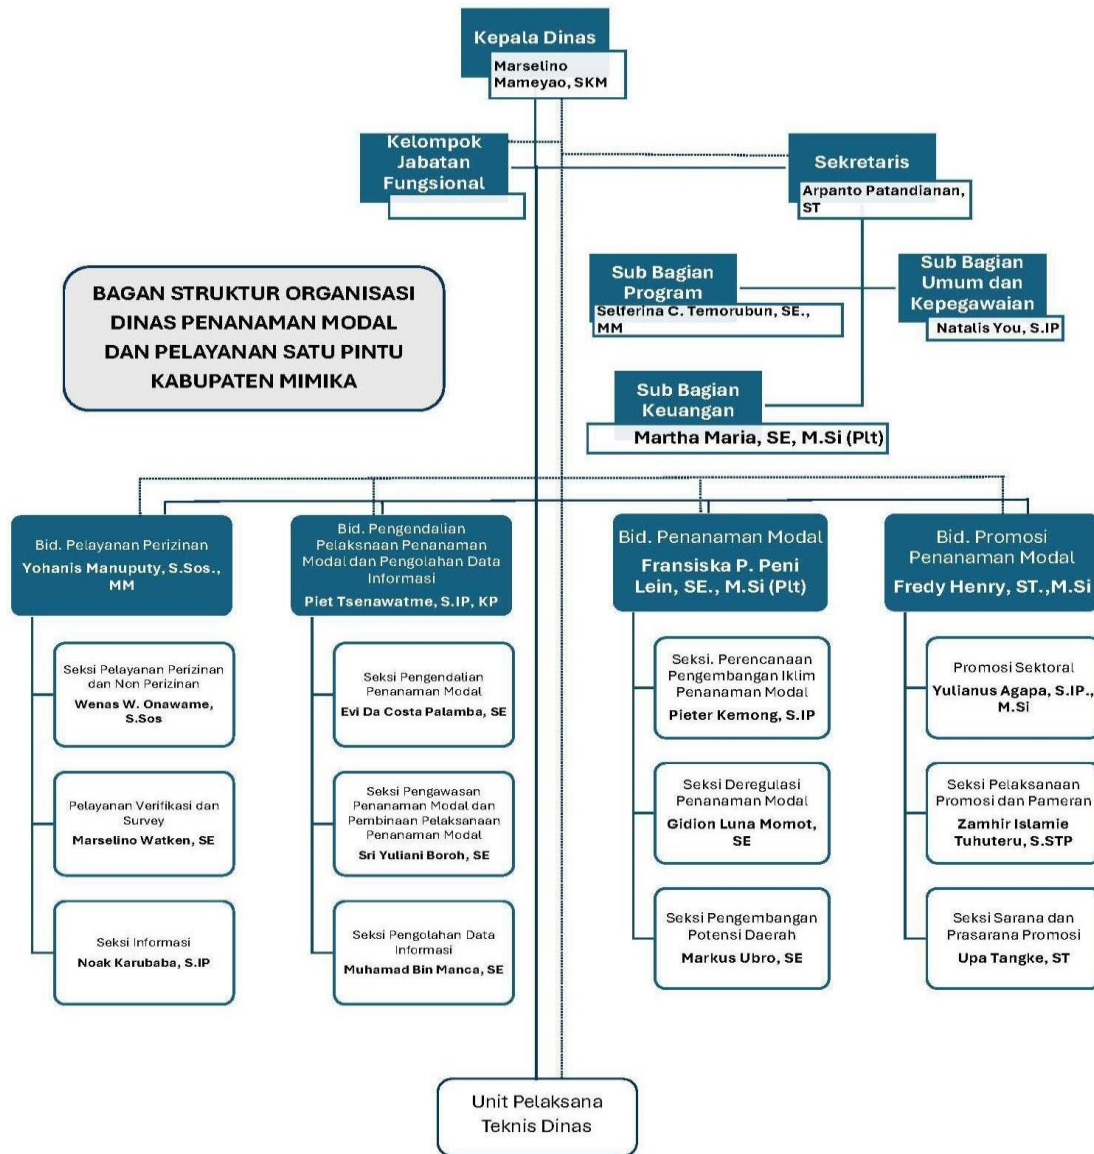 Kepala Dinas
Marselino
Mameyao, SKM
Kelompok
Jabatan
Fungsional
Sekretaris
Arpanto Patandianan,
ST
BAGAN STRUKTUR ORGANISASI
DINAS PENANAMAN MODAL
DAN PELAYANAN SATU PINTU
KABUPATEN MIMIKA
Sub Bagian
Program
Selferina C. Temorubun, SE.,
MM
Sub Bagian
Umum dan
Kepegawaian
Natalis You, S.IP
Sub Bagian
Keuangan
Martha Maria, SE, M.Si (Plt)
Bid. Pelayanan Perizinan
Yohanis Manuputy, S.Sos.,
MM
Seksi Pelayanan Perizinan
dan Non Perizinan
Wenas W. Onawame,
S.Sos
Pelayanan Verifikasi dan
Survey
Marselino Watken, SE
Seksi Informasi
Noak Karubaba, S.IP
Bid. Pengendalian
Pelaksnaan Penanaman
Modal dan Pengolahan Data
Informasi
Piet Tsenawatme, S.IP, KP
Seksi Pengendalian
Penanaman Modal
Evi Da Costa Palamba, SE
Seksi Pengawasan
Penanaman Modal dan
Pembinaan Pelaksanaan
Penanaman Modal
Sri Yuliani Boroh, SE
Seksi Pengolahan Data
Informasi
Muhamad Bin Manca, SE
Bid. Penanaman Modal
Fransiska P. Peni
Lein, SE., M.Si (Plt)
Seksi. Perencanaan
Pengembangan Iklim
Penanaman Modal
Pieter Kemong, S.IP
Seksi Deregulasi
Penanaman Modal
Gidion Luna Momot,
SE
Seksi Pengembangan
Potensi Daerah
Markus Ubro, SE
Bid. Promosi
Penanaman Modal
Fredy Henry, ST.,M.Si
Promosi Sektoral
Yulianus Agapa, S.IP.,
M.Si
Seksi Pelaksanaan
Promosi dan Pameran
Zamhir Islamie
Tuhuteru, S.STP
Seksi Sarana dan
Prasarana Promosi
Upa Tangke, ST
Unit Pelaksana
Teknis Dinas